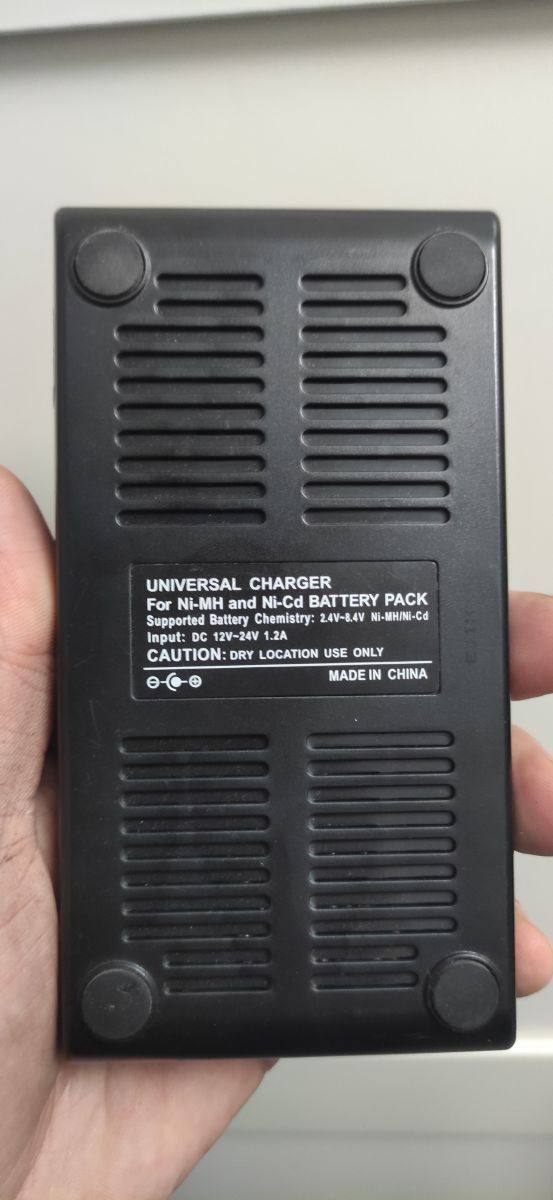 UNIVERSAL CHARGER
For Ni-MH and Ni-Cd BATTERY PACK
Supported Battery Chemistry: 2.4V~8.4V Ni-MH/Ni-Cd
Input: DC 12V~24V 1.2A
CAUTION: DRY LOCATION USE ONLY
MADE IN CHINA